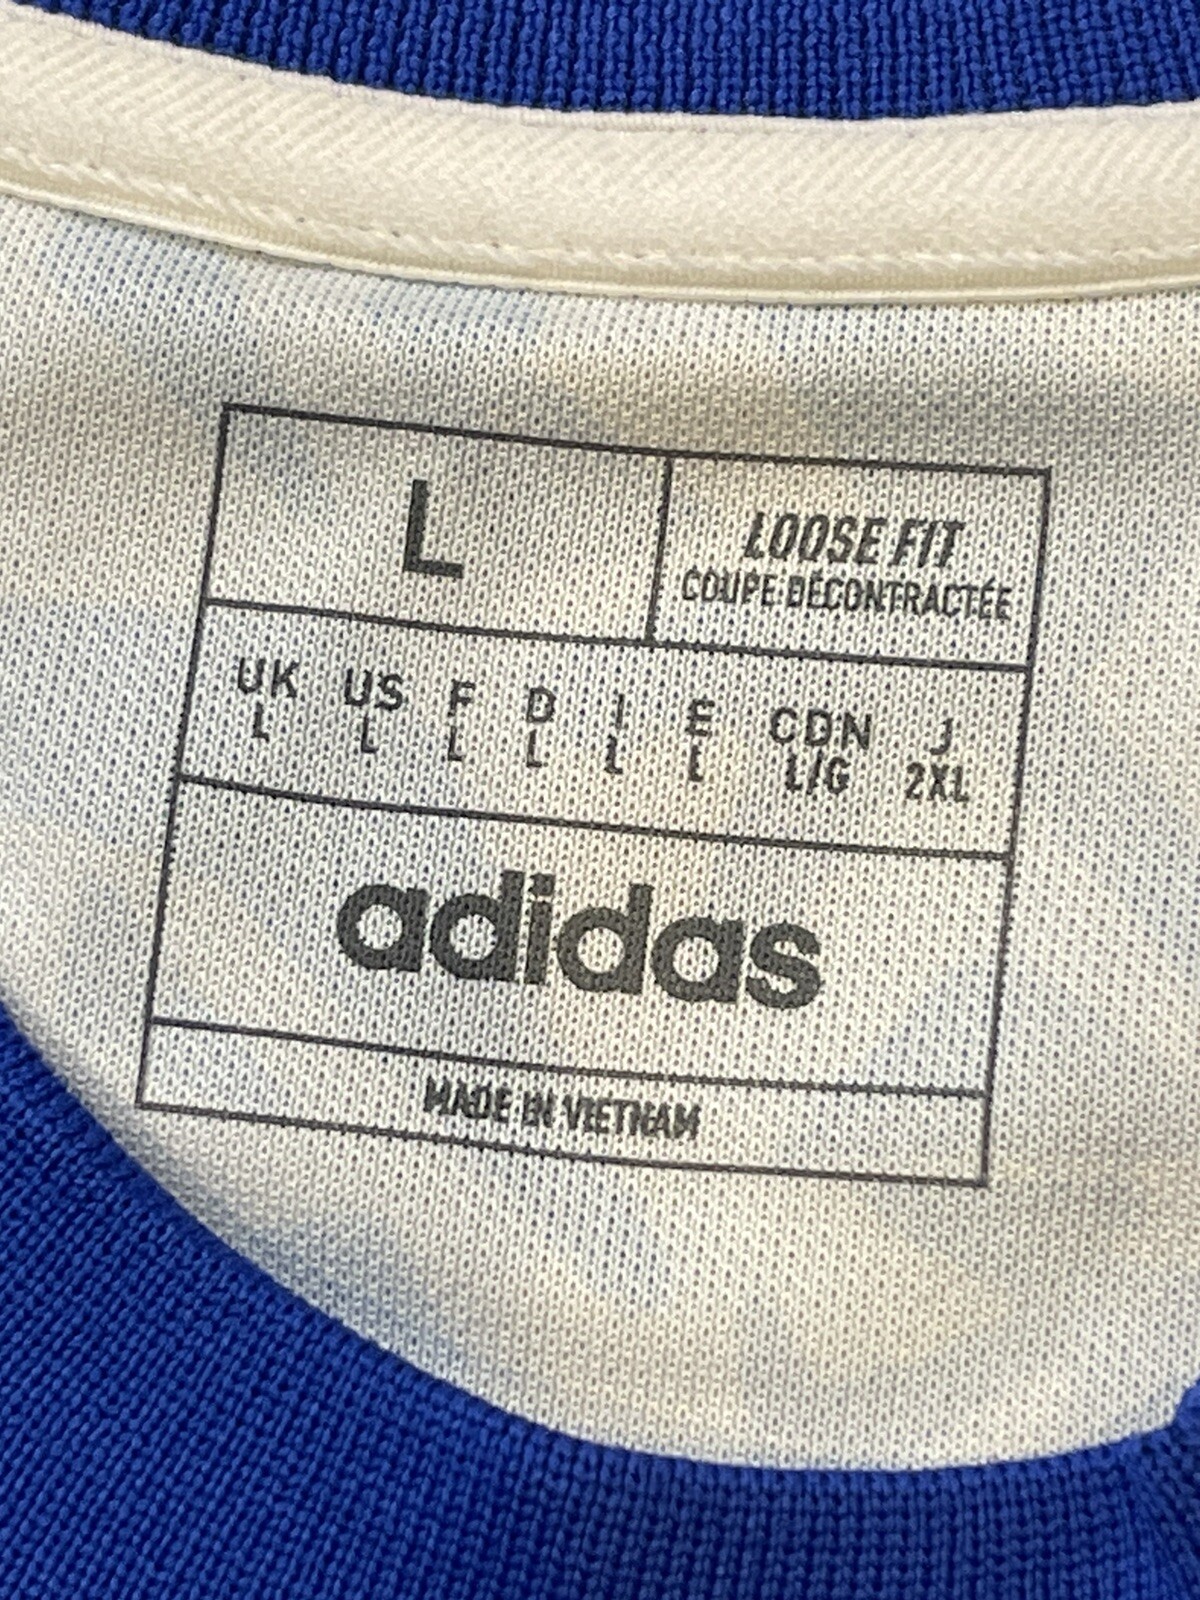 L
LOOSE FIT
COUPE DÉCONTRACTÉE
UK US F D I E CDN J
L L L L L L L/G 2XL
adidas
MADE IN VIETNAM